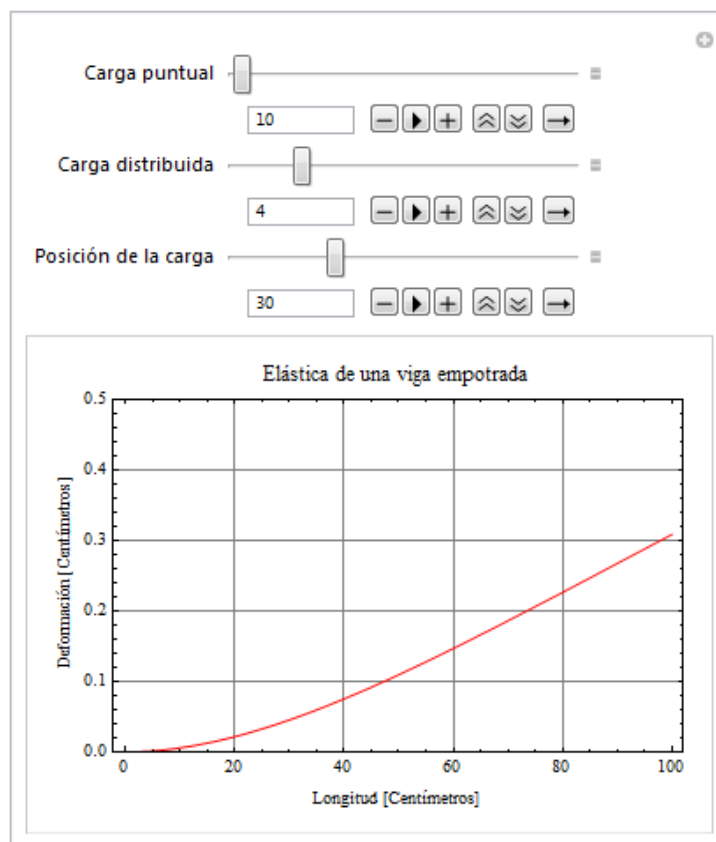 Carga puntual
10
Carga distribuida
4
Posición de la carga
30
Elástica de una viga empotrada
0.5
0.4
0.3
0.2
0.1
0.0
Deformación [Centímetros]
0 20 40 60 80 100
Longitud [Centímetros]